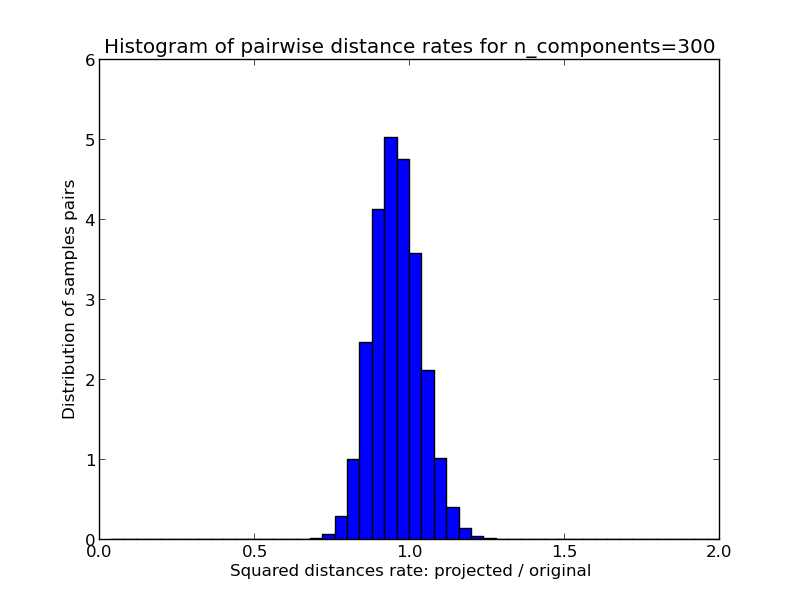 Histogram of pairwise distance rates for n_components=300
6
5
4
3
2
1
0
Distribution of samples pairs
0.0 0.5 1.0 1.5 2.0
Squared distances rate: projected / original